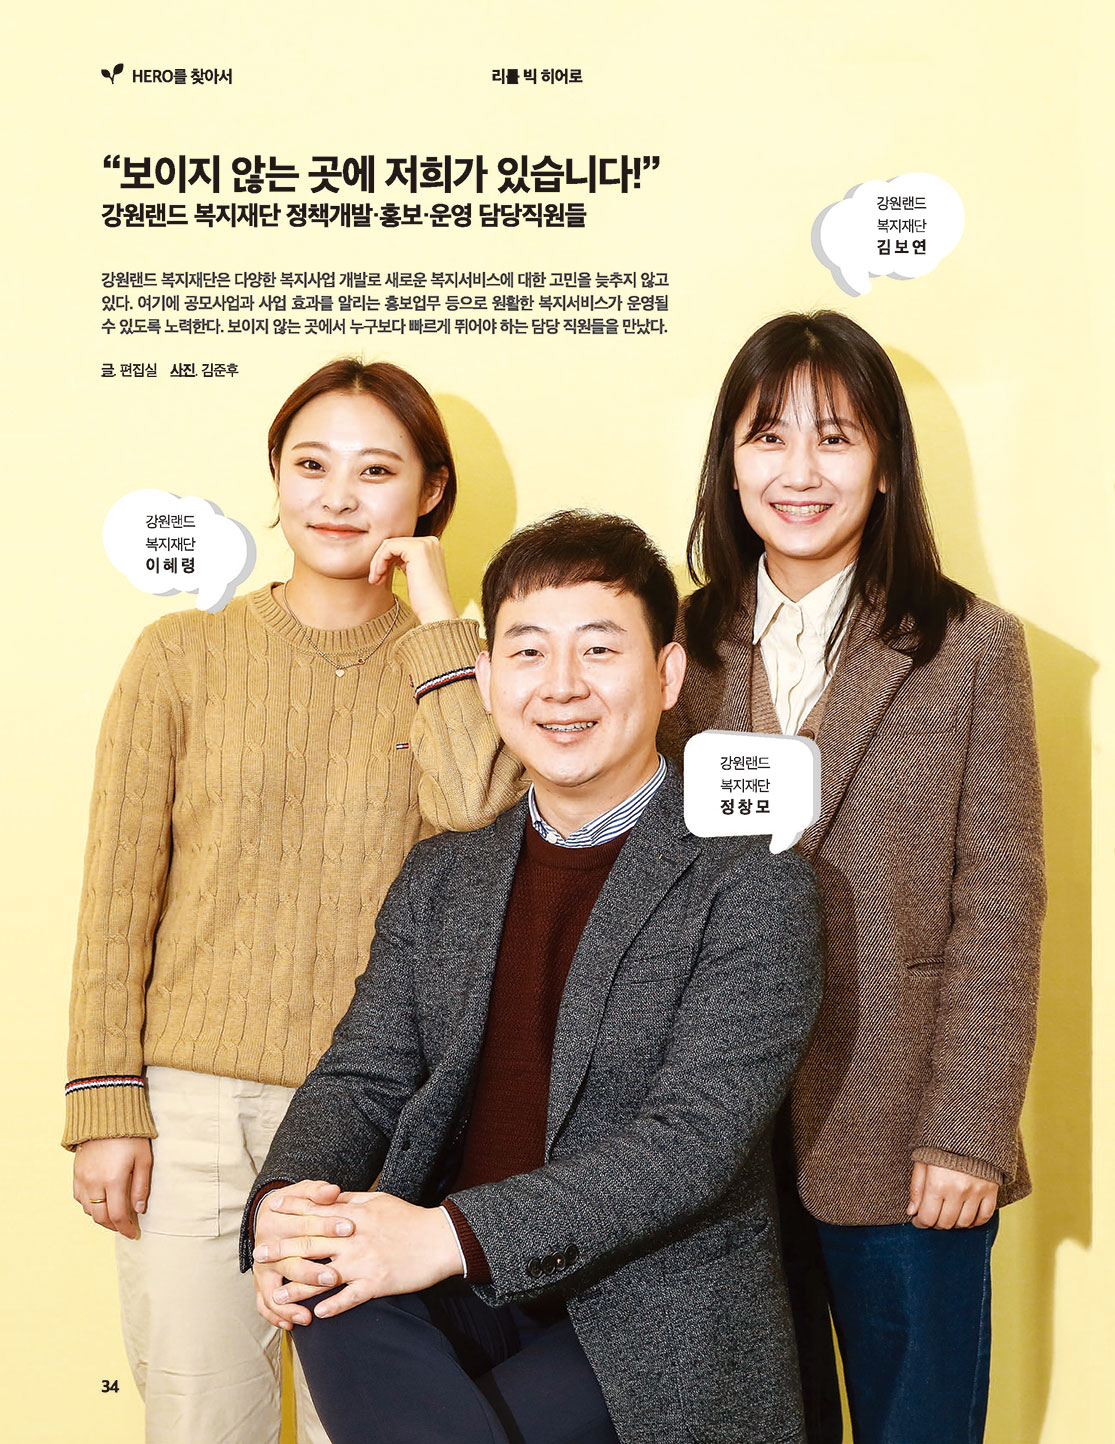 HERO를 찾아서
리틀 빅 히어로
“보이지 않는 곳에 저희가 있습니다!”
강원랜드 복지재단 정책개발·홍보·운영 담당직원들
강원랜드 복지재단은 다양한 복지사업 개발로 새로운 복지서비스에 대한 고민을 늦추지 않고
있다. 여기에 공모사업과 사업 효과를 알리는 홍보업무 등으로 원활한 복지서비스가 운영될
수 있도록 노력한다. 보이지 않는 곳에서 누구보다 빠르게 뛰어야 하는 담당 직원들을 만났다.
글. 편집실 사진. 김준후
강원랜드
복지재단
김보연
강원랜드
복지재단
이혜령
강원랜드
복지재단
정창모
34